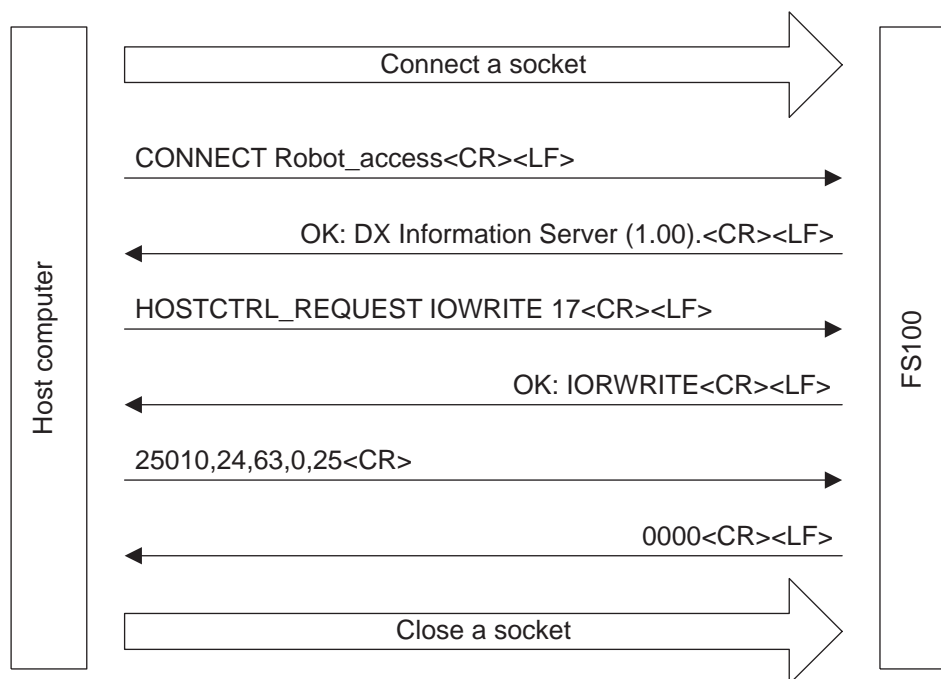 Connect a socket
CONNECT Robot_access<CR><LF>
OK: DX Information Server (1.00).<CR><LF>
HOSTCTRL_REQUEST IOWRITE 17<CR><LF>
OK: IORWRITE<CR><LF>
25010,24,63,0,25<CR>
0000<CR><LF>
Close a socket
Host computer
FS100